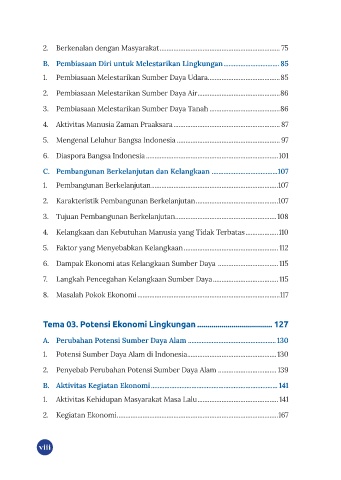 2. Berkenalan dengan Masyarakat.................................................................. 75
B. Pembiasaan Diri untuk Melestarikan Lingkungan............................ 85
1. Pembiasaan Melestarikan Sumber Daya Udara......................................85
2. Pembiasaan Melestarikan Sumber Daya Air............................................86
3. Pembiasaan Melestarikan Sumber Daya Tanah ......................................86
4. Aktivitas Manusia Zaman Praaksara.......................................................... 87
5. Mengenal Leluhur Bangsa Indonesia......................................................... 97
6. Diaspora Bangsa Indonesia .........................................................................101
C. Pembangunan Berkelanjutan dan Kelangkaan ..................................107
1. Pembangunan Berkelanjutan......................................................................107
2. Karakteristik Pembangunan Berkelanjutan.............................................107
3. Tujuan Pembangunan Berkelanjutan....................................................... 108
4. Kelangkaan dan Kebutuhan Manusia yang Tidak Terbatas..................110
5. Faktor yang Menyebabkan Kelangkaan.................................................... 112
6. Dampak Ekonomi atas Kelangkaan Sumber Daya ................................. 115
7. Langkah Pencegahan Kelangkaan Sumber Daya.................................... 115
8. Masalah Pokok Ekonomi..............................................................................117
Tema 03. Potensi Ekonomi Lingkungan .................................. 127
A. Perubahan Potensi Sumber Daya Alam ............................................. 130
1. Potensi Sumber Daya Alam di Indonesia................................................. 130
2. Penyebab Perubahan Potensi Sumber Daya Alam ................................ 139
B. Aktivitas Kegiatan Ekonomi................................................................. 141
1. Aktivitas Kehidupan Masyarakat Masa Lalu............................................ 141
2. Kegiatan Ekonomi.........................................................................................167
viii